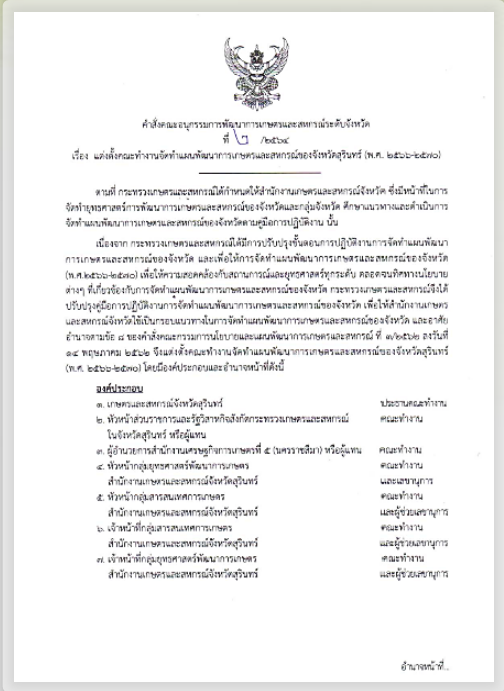 คำสั่งคณะอนุกรรมการพัฒนาการเกษตรและสหกรณ์ระดับจังหวัด
ที่ ๒ /๒๕๖๔
เรื่อง แต่งตั้งคณะทำงานจัดทำแผนพัฒนาการเกษตรและสหกรณ์ของจังหวัดสุรินทร์ (พ.ศ. ๒๕๖๖-๒๕๗๐)
ตามที่ กระทรวงเกษตรและสหกรณ์ได้กำหนดให้สำนักงานเกษตรและสหกรณ์จังหวัด ซึ่งมีหน้าที่ในการ
จัดทำยุทธศาสตร์การพัฒนาการเกษตรและสหกรณ์ของจังหวัดและกลุ่มจังหวัด ศึกษาแนวทางและดำเนินการ
จัดทำแผนพัฒนาการเกษตรและสหกรณ์ของจังหวัดตามคู่มือการปฏิบัติงาน นั้น
เนื่องจาก กระทรวงเกษตรและสหกรณ์ได้มีการปรับปรุงขั้นตอนการปฏิบัติงานการจัดทำแผนพัฒนา
การเกษตรและสหกรณ์ของจังหวัด และเพื่อให้การจัดทำแผนพัฒนาการเกษตรและสหกรณ์ของจังหวัด
(พ.ศ.๒๕๖๖-๒๕๗๐) เพื่อให้ความสอดคล้องกับสถานการณ์และยุทธศาสตร์ทุกระดับ ตลอดจนทิศทางนโยบาย
ต่างๆ ที่เกี่ยวข้องกับการพัฒนาการเกษตรและสหกรณ์ของจังหวัด กระทรวงเกษตรและสหกรณ์จึงได้
ปรับปรุงคู่มือการปฏิบัติงานการจัดทำแผนพัฒนาการเกษตรและสหกรณ์ของจังหวัด เพื่อให้สำนักงานเกษตร
และสหกรณ์จังหวัดใช้เป็นกรอบแนวทางในการจัดทำแผนพัฒนาการเกษตรและสหกรณ์ของจังหวัด และอาศัย
อำนาจตามข้อ ๘ ของคำสั่งคณะกรรมการนโยบายและแผนพัฒนาการเกษตรและสหกรณ์ ที่ ๑/๒๕๖๒ ลงวันที่
๑๔ พฤษภาคม ๒๕๖๒ จึงแต่งตั้งคณะทำงานจัดทำแผนพัฒนาการเกษตรและสหกรณ์ของจังหวัดสุรินทร์
(พ.ศ. ๒๕๖๖-๒๕๗๐) โดยมีองค์ประกอบและอำนาจหน้าที่ดังนี้
องค์ประกอบ
๑. เกษตรและสหกรณ์จังหวัดสุรินทร์ ประธานคณะทำงาน
๒. หัวหน้าส่วนราชการและรัฐวิสาหกิจสังกัดกระทรวงเกษตรและสหกรณ์ คณะทำงาน
ในจังหวัดสุรินทร์ หรือผู้แทน
๓. ผู้อำนวยการสำนักงานเศรษฐกิจการเกษตรที่ ๕ (นครราชสีมา) หรือผู้แทน คณะทำงาน
๔. หัวหน้ากลุ่มยุทธศาสตร์พัฒนาการเกษตร คณะทำงาน
สำนักงานเกษตรและสหกรณ์จังหวัดสุรินทร์ และเลขานุการ
๕. หัวหน้ากลุ่มสารสนเทศการเกษตร คณะทำงาน
สำนักงานเกษตรและสหกรณ์จังหวัดสุรินทร์ และผู้ช่วยเลขานุการ
๖. เจ้าหน้าที่กลุ่มสารสนเทศการเกษตร คณะทำงาน
สำนักงานเกษตรและสหกรณ์จังหวัดสุรินทร์ และผู้ช่วยเลขานุการ
๗. เจ้าหน้าที่กลุ่มยุทธศาสตร์พัฒนาการเกษตร คณะทำงาน
สำนักงานเกษตรและสหกรณ์จังหวัดสุรินทร์ และผู้ช่วยเลขานุการ
อำนาจหน้าที่...